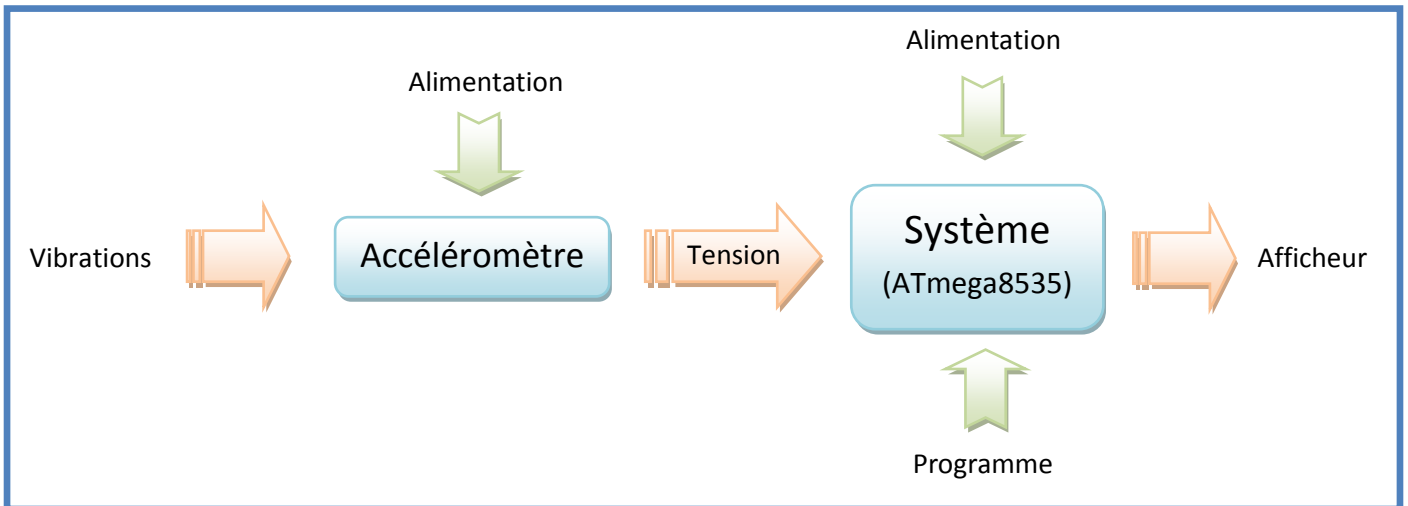 Alimentation
Alimentation
Vibrations
Accéléromètre
Tension
Système
(ATmega8535)
Afficheur
Programme